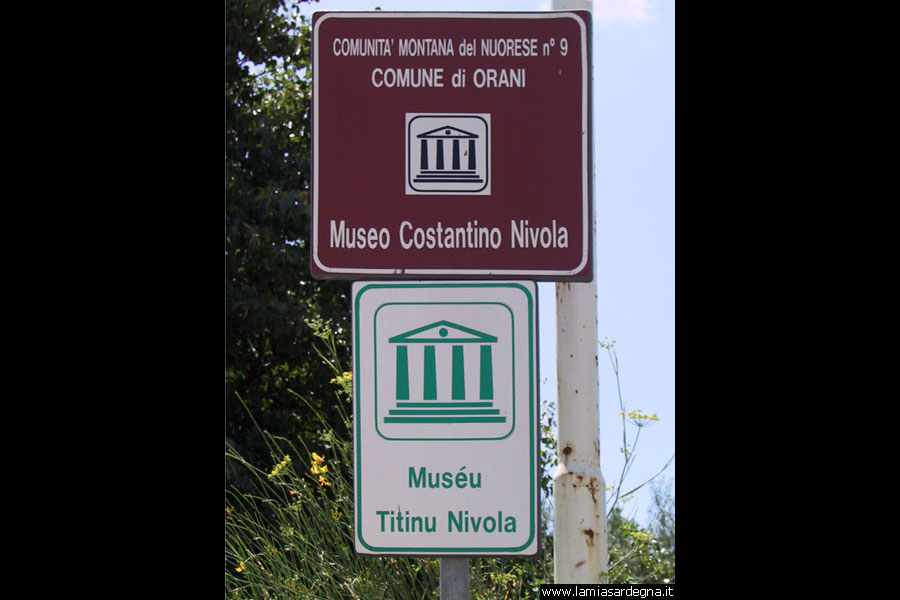 COMUNITA' MONTANA del NUORESE n° 9
COMUNE di ORANI
Museo Costantino Nivola
Muséu
Titinu Nivola
www.lamiasardegna.it